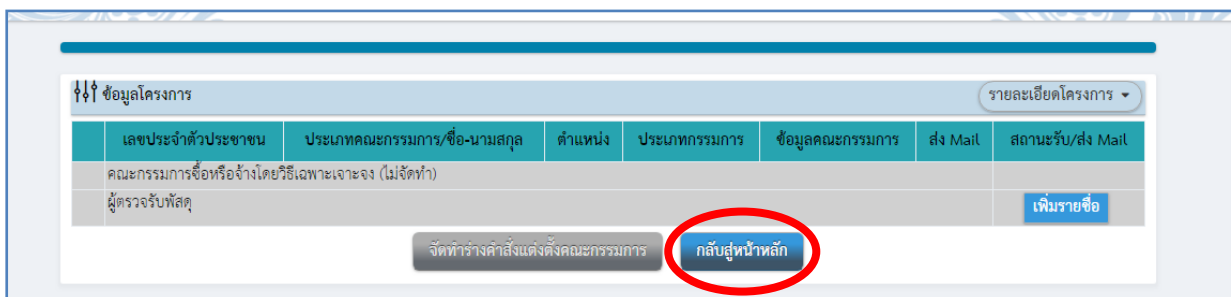 ข้อมูลโครงการ รายละเอียดโครงการ
เลขประจำตัวประชาชน ประเภทคณะกรรมการ/ชื่อ-นามสกุล ตำแหน่ง ประเภทกรรมการ ข้อมูลคณะกรรมการ ส่ง Mail สถานะรับ/ส่ง Mail
คณะกรรมการซื้อหรือจ้างโดยวิธีเฉพาะเจาะจง (ไม่จัดทำ)
ผู้ตรวจรับพัสดุ เพิ่มรายชื่อ
จัดทำร่างคำสั่งแต่งตั้งคณะกรรมการ กลับสู่หน้าหลัก